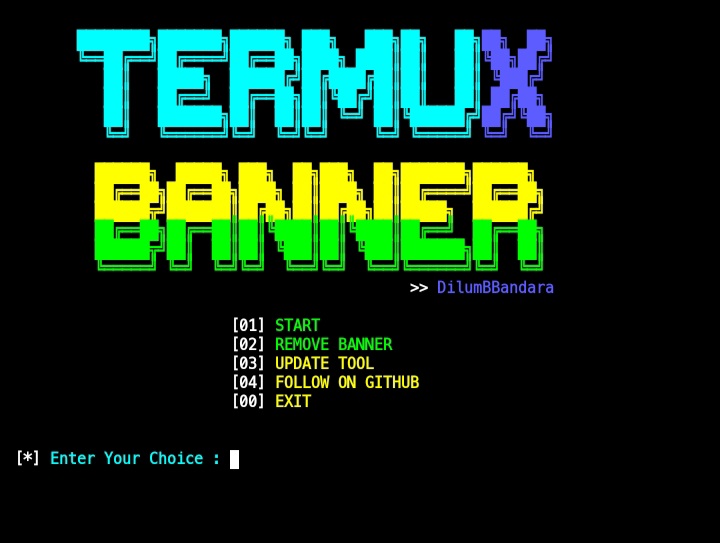 TERMUX
BANNER
>> DilumBBandara
[01] START
[02] REMOVE BANNER
[03] UPDATE TOOL
[04] FOLLOW ON GITHUB
[00] EXIT
[*] Enter Your Choice :